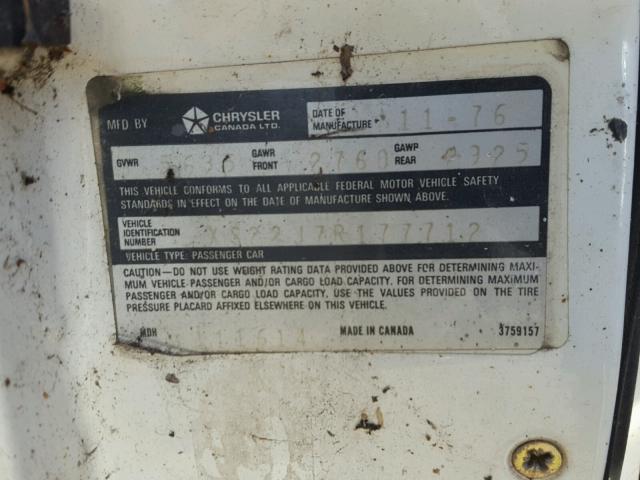 MFD BY CHRYSLER CANADA LTD. DATE OF MANUFACTURE 11-76
GVWR GAWR FRONT 2760 GAWP REAR
THIS VEHICLE CONFORMS TO ALL APPLICABLE FEDERAL MOTOR VEHICLE SAFETY
STANDARDS IN EFFECT ON THE DATE OF MANUFACTURE SHOWN ABOVE.
VEHICLE IDENTIFICATION NUMBER
VEHICLE TYPE: PASSENGER CAR
CAUTION—DO NOT USE WEIGHT RATING DATA PROVIDED ABOVE FOR DETERMINING MAXI-
MUM VEHICLE PASSENGER AND/OR CARGO LOAD CAPACITY. FOR DETERMINING MAXIMUM
PASSENGER AND/OR CARGO LOAD CAPACITY, USE THE VALUES PROVIDED ON THE TIRE
PRESSURE PLACARD AFFIXED ELSEWHERE ON THIS VEHICLE.
MDH MADE IN CANADA 3759157